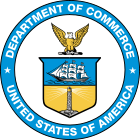 DEPARTMENT OF COMMERCE
UNITED STATES OF AMERICA